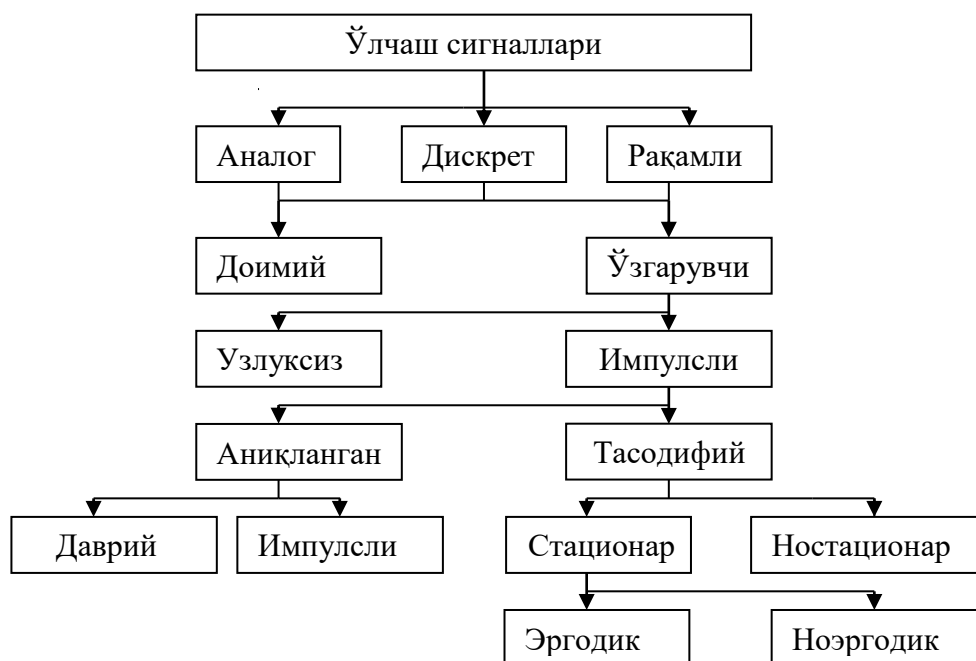 Ўлчаш сигналлари
Аналог
Дискрет
Рақамли
Доимий
Ўзгарувчи
Узлуксиз
Импулсли
Аниқланган
Тасодифий
Даврий
Импулсли
Стационар
Ностационар
Эргодик
Ноэргодик